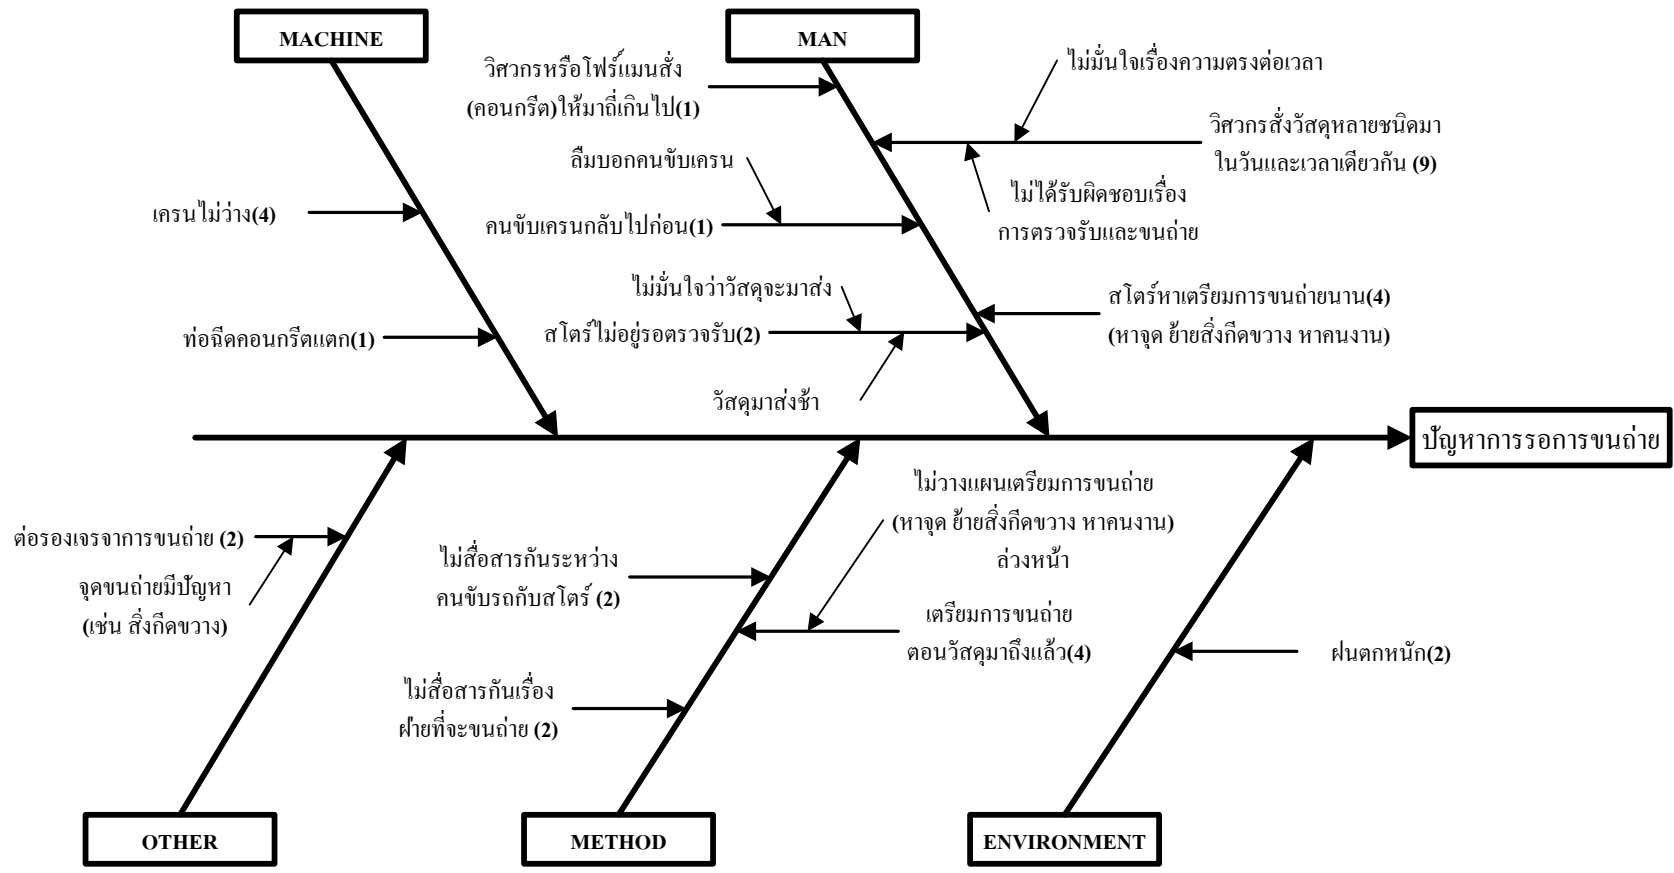 MACHINE
MAN
วิศวกรหรือโฟร์แมนสั่ง
(คอนกรีต)ให้มาถี่เกินไป(1)
ไม่มั่นใจเรื่องความตรงต่อเวลา
วิศวกรสั่งวัสดุหลายชนิดมา
ในวันและเวลาเดียวกัน (9)
ลืมบอกคนขับเครน
ไม่ได้รับผิดชอบเรื่อง
การตรวจรับและขนถ่าย
เครนไม่ว่าง(4)
คนขับเครนกลับไปก่อน(1)
ไม่มั่นใจว่าวัสดุจะมาส่ง
สโตร์ไม่อยู่รอตรวจรับ(2)
สโตร์หาเตรียมการขนถ่ายนาน(4)
(หาจุด ย้ายสิ่งกีดขวาง หาคนงาน)
ท่อฉีดคอนกรีตแตก(1)
วัสดุมาส่งช้า
ปัญหาการรอการขนถ่าย
ต่อรองเจรจาการขนถ่าย (2)
จุดขนถ่ายมีปัญหา
(เช่น สิ่งกีดขวาง)
ไม่สื่อสารกันระหว่าง
คนขับรถกับสโตร์ (2)
ไม่วางแผนเตรียมการขนถ่าย
(หาจุด ย้ายสิ่งกีดขวาง หาคนงาน)
ล่วงหน้า
เตรียมการขนถ่าย
ตอนวัสดุมาถึงแล้ว(4)
ไม่สื่อสารกันเรื่อง
ฝ่ายที่จะขนถ่าย (2)
ฝนตกหนัก(2)
OTHER
METHOD
ENVIRONMENT